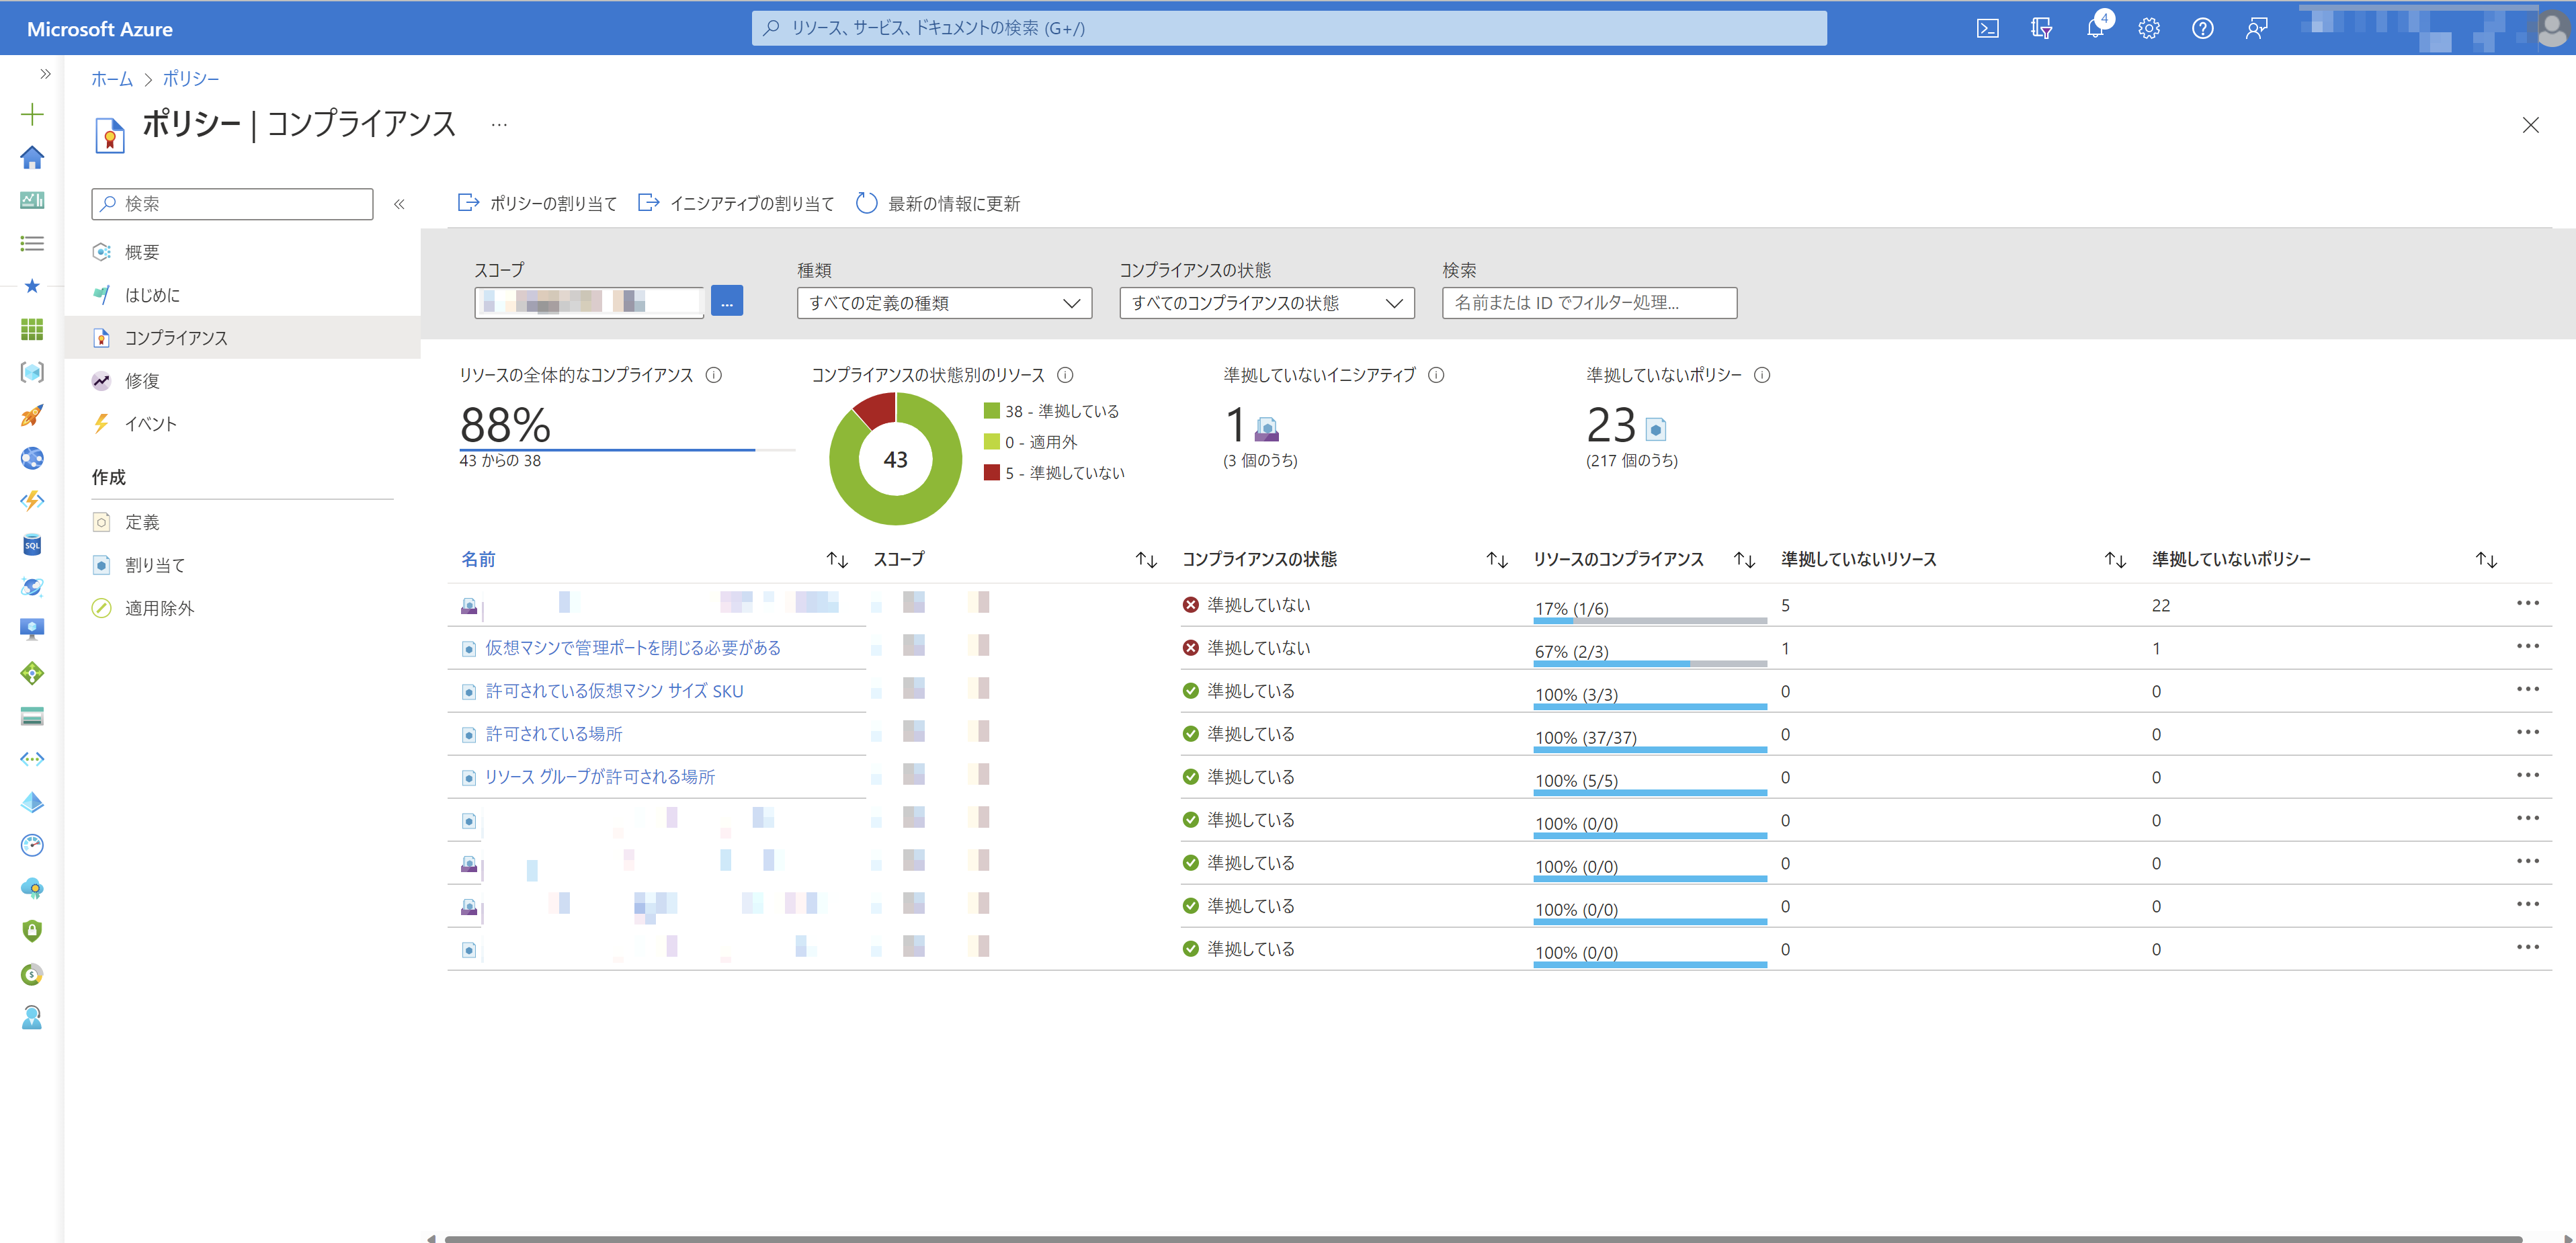 Microsoft Azure
リソース、サービス、ドキュメントの検索 (G+/)
4
ホーム > ポリシー
ポリシー | コンプライアンス ...
検索
概要
はじめに
コンプライアンス
修復
イベント
作成
定義
割り当て
適用除外
ポリシーの割り当て イニシアティブの割り当て 最新の情報に更新
スコープ 種類 コンプライアンスの状態 検索
... すべての定義の種類 すべてのコンプライアンスの状態 名前または ID でフィルター処理...
リソースの全体的なコンプライアンス
88%
43 からの 38
コンプライアンスの状態別のリソース
43
38 - 準拠している
0 - 適用外
5 - 準拠していない
準拠していないイニシアティブ
1
(3 個のうち)
準拠していないポリシー
23
(217 個のうち)
名前 スコープ コンプライアンスの状態 リソースのコンプライアンス 準拠していないリソース 準拠していないポリシー
準拠していない 17% (1/6) 5 22 ...
仮想マシンで管理ポートを閉じる必要がある 準拠していない 67% (2/3) 1 1 ...
許可されている仮想マシン サイズ SKU 準拠している 100% (3/3) 0 0 ...
許可されている場所 準拠している 100% (37/37) 0 0 ...
リソース グループが許可される場所 準拠している 100% (5/5) 0 0 ...
準拠している 100% (0/0) 0 0 ...
準拠している 100% (0/0) 0 0 ...
準拠している 100% (0/0) 0 0 ...
準拠している 100% (0/0) 0 0 ...